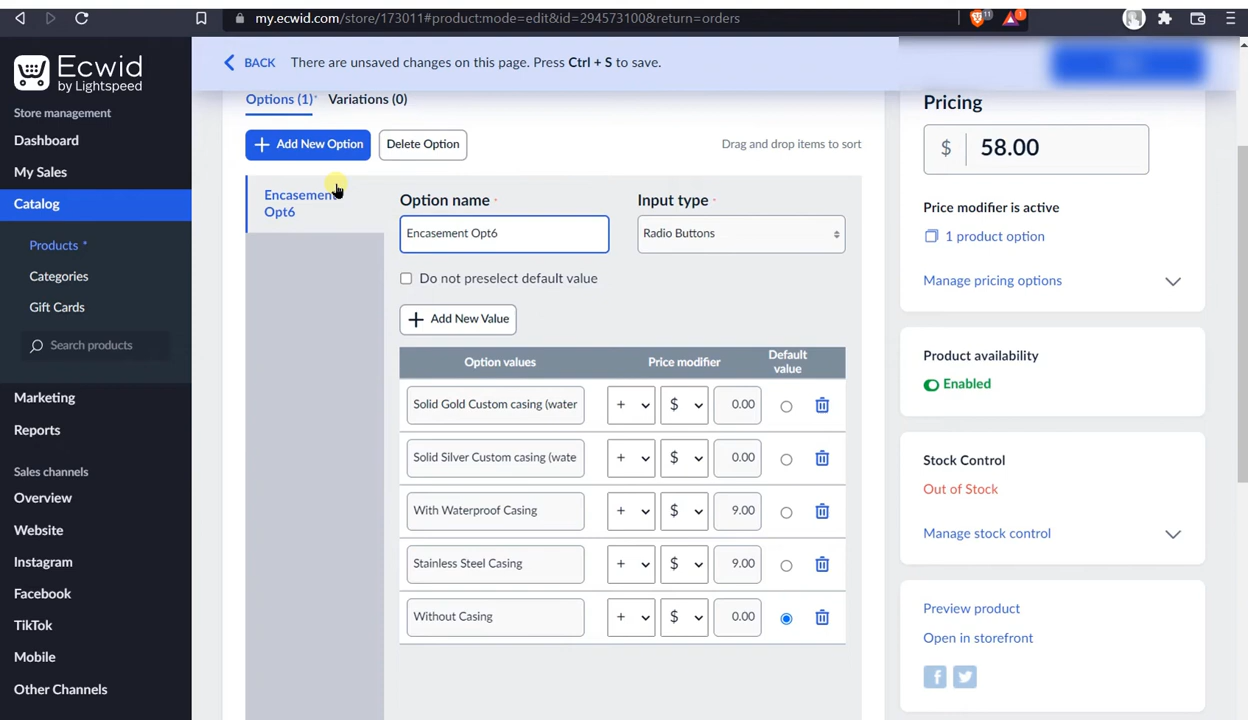 my.ecwid.com/store/173011#product:mode=edit&id=294573100&return=orders
11
1
Ecwid
by Lightspeed
Store management
Dashboard
My Sales
Catalog
Products *
Categories
Gift Cards
Search products
Marketing
Reports
Sales channels
Overview
Website
Instagram
Facebook
TikTok
Mobile
Other Channels
BACK There are unsaved changes on this page. Press Ctrl + S to save.
Options (1)* Variations (0)
+ Add New Option Delete Option Drag and drop items to sort
Encasement
Opt6
Option name * Input type *
Encasement Opt6 Radio Buttons
Do not preselect default value
+ Add New Value
Option values Price modifier Default
value
Solid Gold Custom casing (water + $ 0.00
Solid Silver Custom casing (wate + $ 0.00
With Waterproof Casing + $ 9.00
Stainless Steel Casing + $ 9.00
Without Casing + $ 0.00
Pricing
$ 58.00
Price modifier is active
1 product option
Manage pricing options
Product availability
Enabled
Stock Control
Out of Stock
Manage stock control
Preview product
Open in storefront